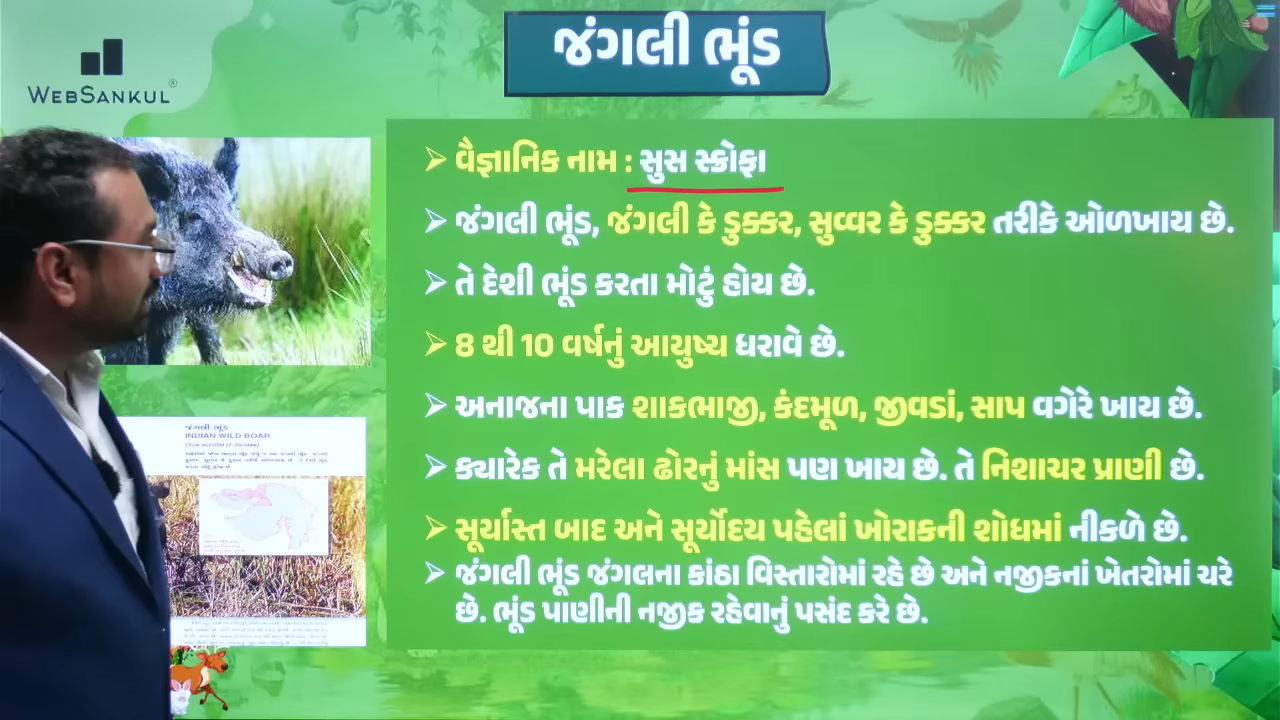 જંગલી ભૂંડ
WEBSANKUL®
➢ વૈજ્ઞાનિક નામ : સુસ સ્ક્રોફા
➢ જંગલી ભૂંડ, જંગલી કે ડુક્કર, સુવ્વર કે ડુક્કર તરીકે ઓળખાય છે.
➢ તે દેશી ભૂંડ કરતા મોટું હોય છે.
➢ 8 થી 10 વર્ષનું આયુષ્ય ધરાવે છે.
➢ અનાજના પાક શાકભાજી, કંદમૂળ, જીવડાં, સાપ વગેરે ખાય છે.
➢ ક્યારેક તે મરેલા ઢોરનું માંસ પણ ખાય છે. તે નિશાચર પ્રાણી છે.
➢ સૂર્યાસ્ત બાદ અને સૂર્યોદય પહેલાં ખોરાકની શોધમાં નીકળે છે.
➢ જંગલી ભૂંડ જંગલના કાંઠા વિસ્તારોમાં રહે છે અને નજીકનાં ખેતરોમાં ચરે
છે. ભૂંડ પાણીની નજીક રહેવાનું પસંદ કરે છે.
જંગલી ભૂંડ
INDIAN WILD BOAR